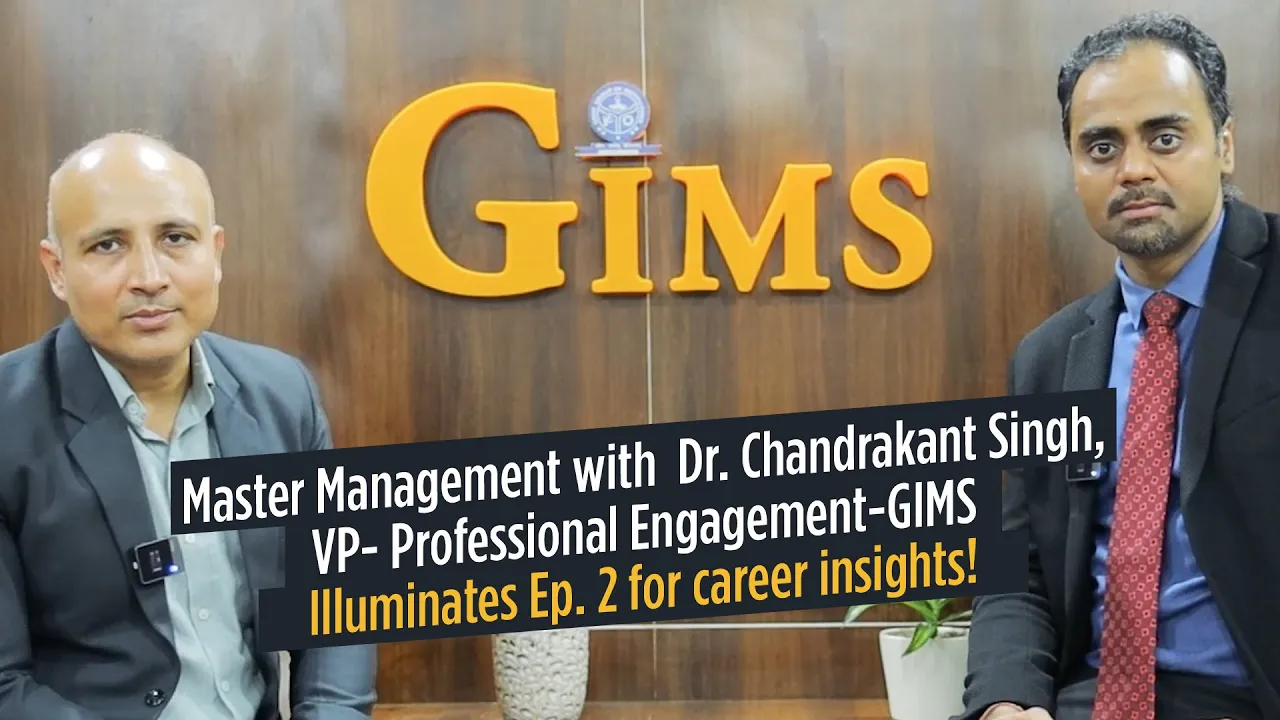 GIMS
Master Management with Dr. Chandrakant Singh,
VP- Professional Engagement-GIMS
Illuminates Ep. 2 for career insights!